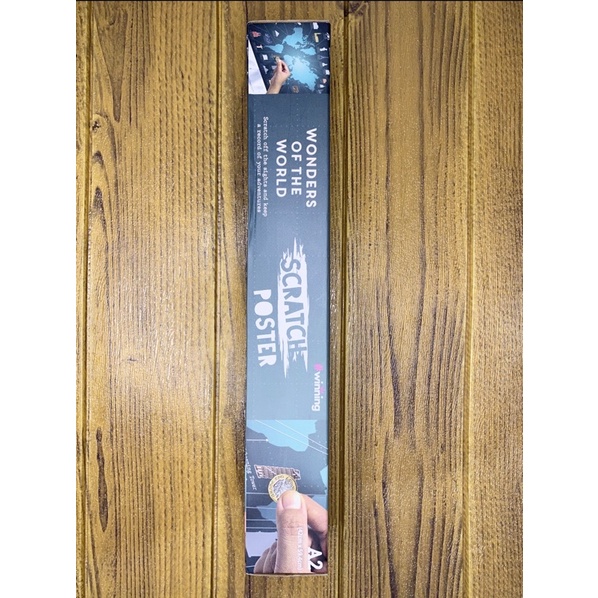 WONDERS
OF THE
WORLD
Scratch off the sights and keep
a record of your adventures
SCRATCH
POSTER
winning
A2